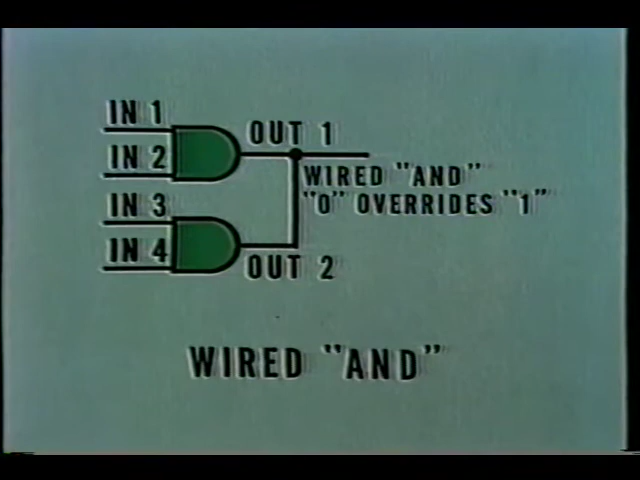 IN 1
OUT 1
IN 2
WIRED "AND"
"0" OVERRIDES "1"
IN 3
IN 4
OUT 2
WIRED "AND"